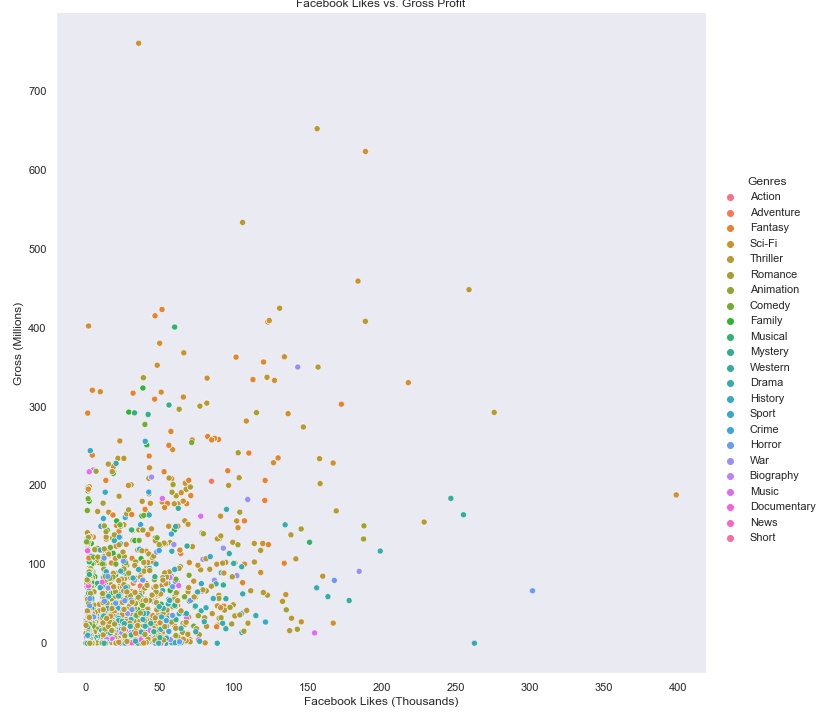 Facebook Likes vs. Gross Profit
700
600
500
400
300
200
100
0
Gross (Millions)
0 50 100 150 200 250 300 350 400
Facebook Likes (Thousands)
Genres
Action
Adventure
Fantasy
Sci-Fi
Thriller
Romance
Animation
Comedy
Family
Musical
Mystery
Western
Drama
History
Sport
Crime
Horror
War
Biography
Music
Documentary
News
Short